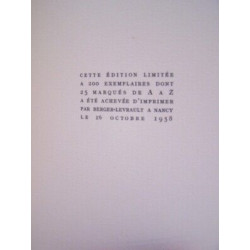 CETTE ÉDITION LIMITÉE
A 200 EXEMPLAIRES DONT
25 MARQUÉS DE A a Z
A ÉTÉ ACHEVÉE D'IMPRIMER
PAR BERGER-LEVRAULT A NANCY
LE 16 OCTOBRE 1938